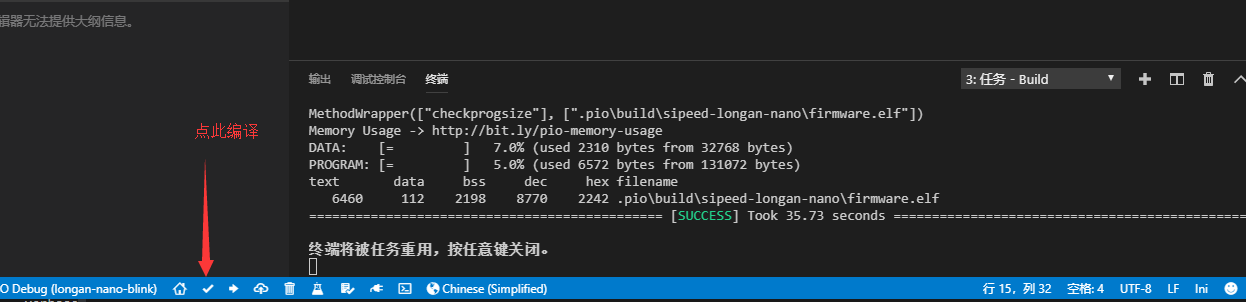 辑器无法提供大纲信息。
输出 调试控制台 终端 3: 任务 - Build
点此编译
MethodWrapper(["checkprogsize"], [".pio\build\sipeed-longan-nano\firmware.elf"])
Memory Usage -> http://bit.ly/pio-memory-usage
DATA: [= ] 7.0% (used 2310 bytes from 32768 bytes)
PROGRAM: [= ] 5.0% (used 6572 bytes from 131072 bytes)
text data bss dec hex filename
6460 112 2198 8770 2242 .pio\build\sipeed-longan-nano\firmware.elf
============================================== [SUCCESS] Took 35.73 seconds ==============================================
终端将被任务重用，按任意键关闭。
O Debug (longan-nano-blink) Chinese (Simplified) 行 15，列 32 空格: 4 UTF-8 LF Ini